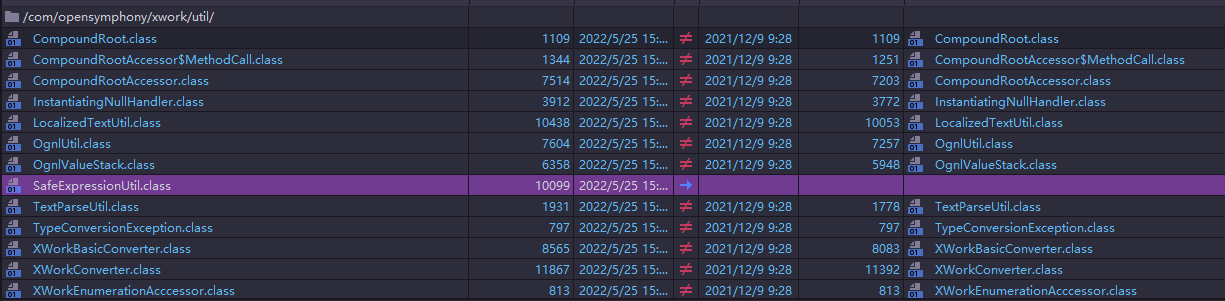 /com/opensymphony/xwork/util/
CompoundRoot.class 1109 2022/5/25 15:... ≠ 2021/12/9 9:28 1109 CompoundRoot.class
CompoundRootAccessor$MethodCall.class 1344 2022/5/25 15:... ≠ 2021/12/9 9:28 1251 CompoundRootAccessor$MethodCall.class
CompoundRootAccessor.class 7514 2022/5/25 15:... ≠ 2021/12/9 9:28 7203 CompoundRootAccessor.class
InstantiatingNullHandler.class 3912 2022/5/25 15:... ≠ 2021/12/9 9:28 3772 InstantiatingNullHandler.class
LocalizedTextUtil.class 10438 2022/5/25 15:... ≠ 2021/12/9 9:28 10053 LocalizedTextUtil.class
OgnlUtil.class 7604 2022/5/25 15:... ≠ 2021/12/9 9:28 7257 OgnlUtil.class
OgnlValueStack.class 6358 2022/5/25 15:... ≠ 2021/12/9 9:28 5948 OgnlValueStack.class
SafeExpressionUtil.class 10099 2022/5/25 15:... →
TextParseUtil.class 1931 2022/5/25 15:... ≠ 2021/12/9 9:28 1778 TextParseUtil.class
TypeConversionException.class 797 2022/5/25 15:... ≠ 2021/12/9 9:28 797 TypeConversionException.class
XWorkBasicConverter.class 8565 2022/5/25 15:... ≠ 2021/12/9 9:28 8083 XWorkBasicConverter.class
XWorkConverter.class 11867 2022/5/25 15:... ≠ 2021/12/9 9:28 11392 XWorkConverter.class
XWorkEnumerationAcccessor.class 813 2022/5/25 15:... ≠ 2021/12/9 9:28 813 XWorkEnumerationAcccessor.class